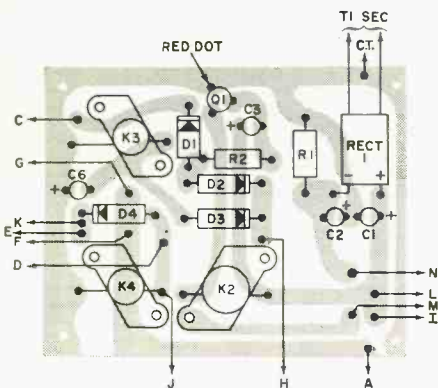 T1 SEC
C.T.
RED DOT
Q1
C
K3
D1
+ C3
R2
R1
RECT
1
- +
G
C6
+
D2
D4
D3
K
E
F
+ +
C2 C1
D
K4
K2
N
L
M
I
J
H
A